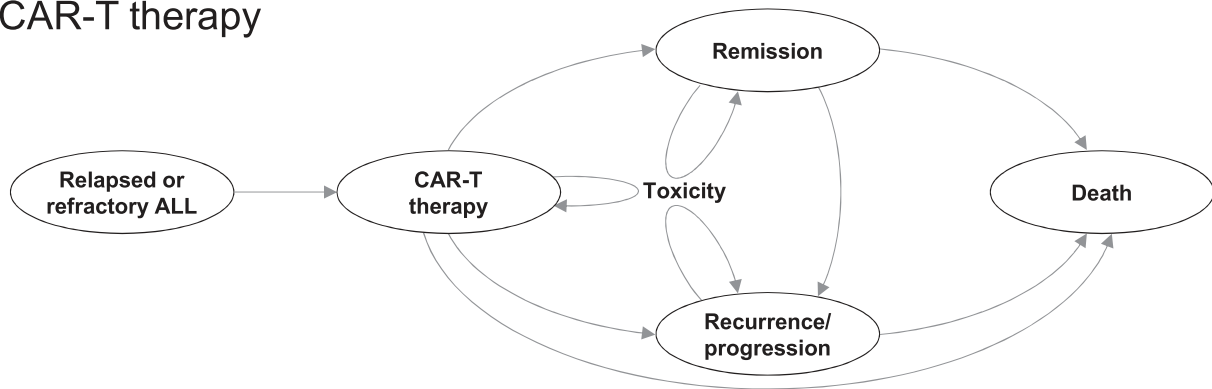 CAR-T therapy
Remission
Relapsed or
refractory ALL
CAR-T
therapy
Toxicity
Death
Recurrence/
progression